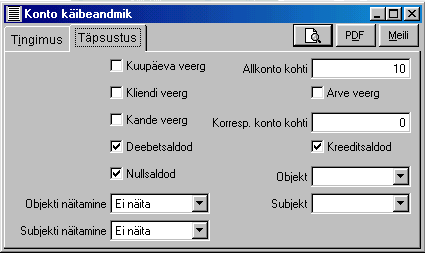 Konto käibeandmik
Tingimus
Täpsustus
PDF
Meili
Kuupäeva veerg
Allkonto kohti
10
Kliendi veerg
Arve veerg
Kande veerg
Korresp. konto kohti
0
Deebetsaldod
Kreeditsaldod
Nullsaldod
Objekt
Objekti näitamine
Ei näita
Subjekt
Subjekti näitamine
Ei näita